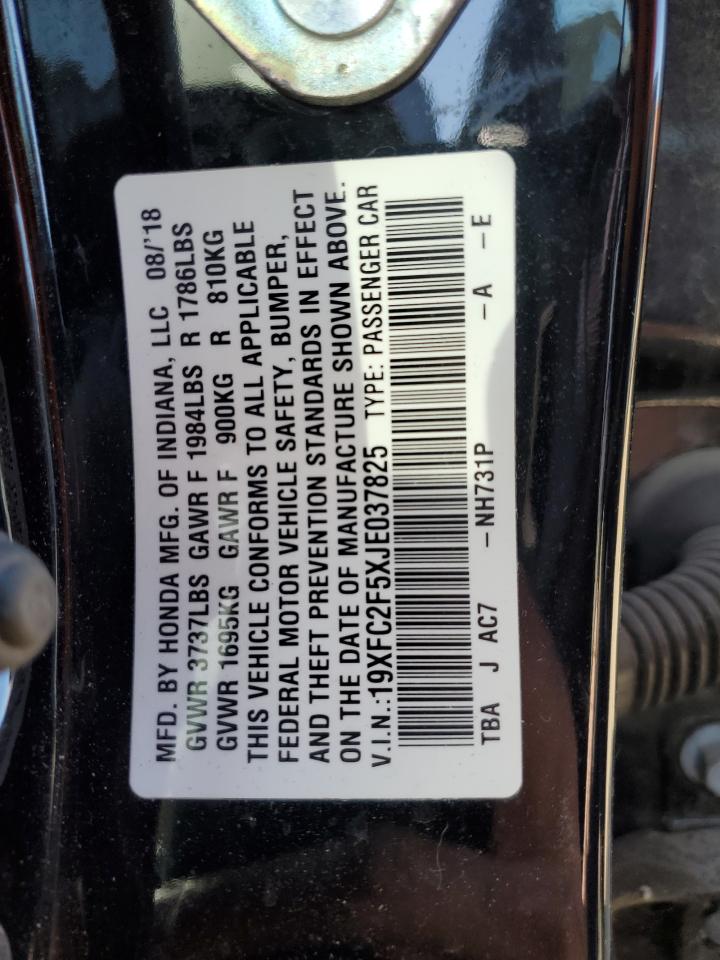 MFD. BY HONDA MFG. OF INDIANA, LLC 08/'18
GVWR 3737LBS GAWR F 1984LBS R 1786LBS
GVWR 1695KG GAWR F 900KG R 810KG
THIS VEHICLE CONFORMS TO ALL APPLICABLE
FEDERAL MOTOR VEHICLE SAFETY, BUMPER,
AND THEFT PREVENTION STANDARDS IN EFFECT
ON THE DATE OF MANUFACTURE SHOWN ABOVE.
V.I.N.:19XFC2F5XJE037825 TYPE: PASSENGER CAR
TBA J AC7 –NH731P –A –E